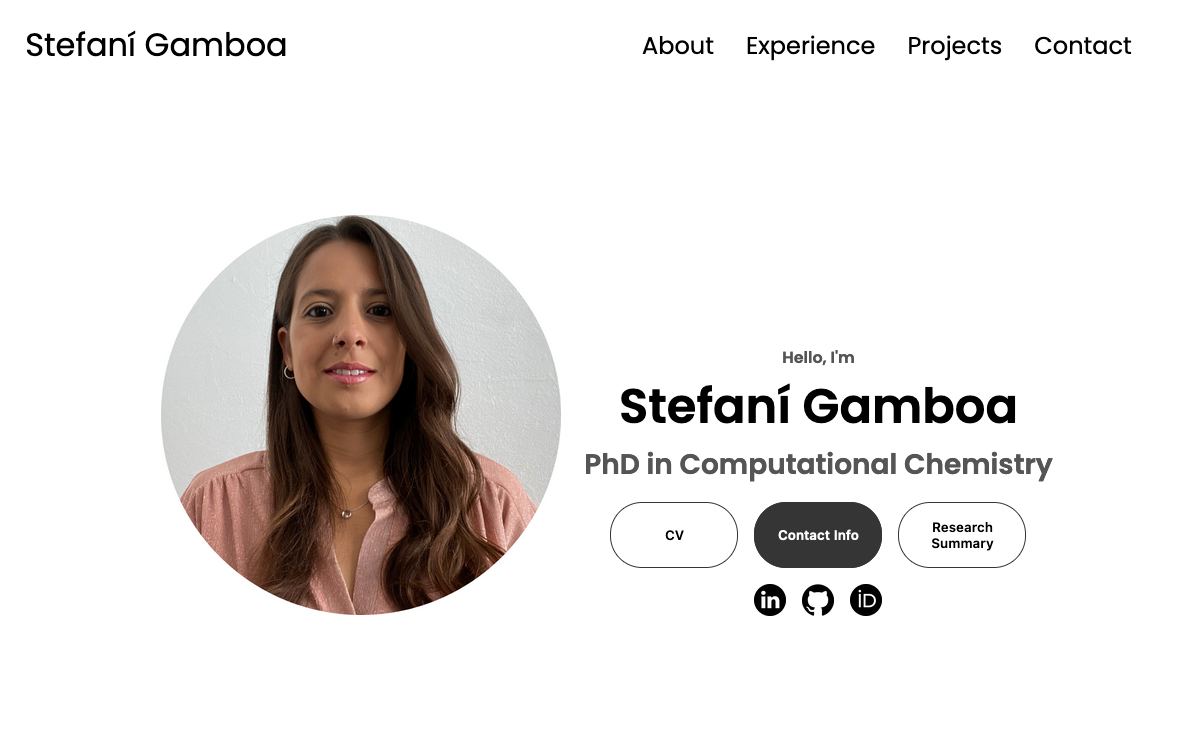 Stefaní Gamboa
About Experience Projects Contact
Hello, I'm
Stefaní Gamboa
PhD in Computational Chemistry
CV
Contact Info
Research
Summary
in
iD